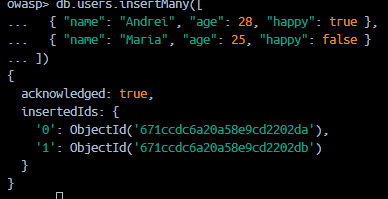 owasp> db.users.insertMany([
...   { "name": "Andrei", "age": 28, "happy": true },
...   { "name": "Maria", "age": 25, "happy": false }
... ])
{
  acknowledged: true,
  insertedIds: {
    '0': ObjectId('671ccdc6a20a58e9cd2202da'),
    '1': ObjectId('671ccdc6a20a58e9cd2202db')
  }
}